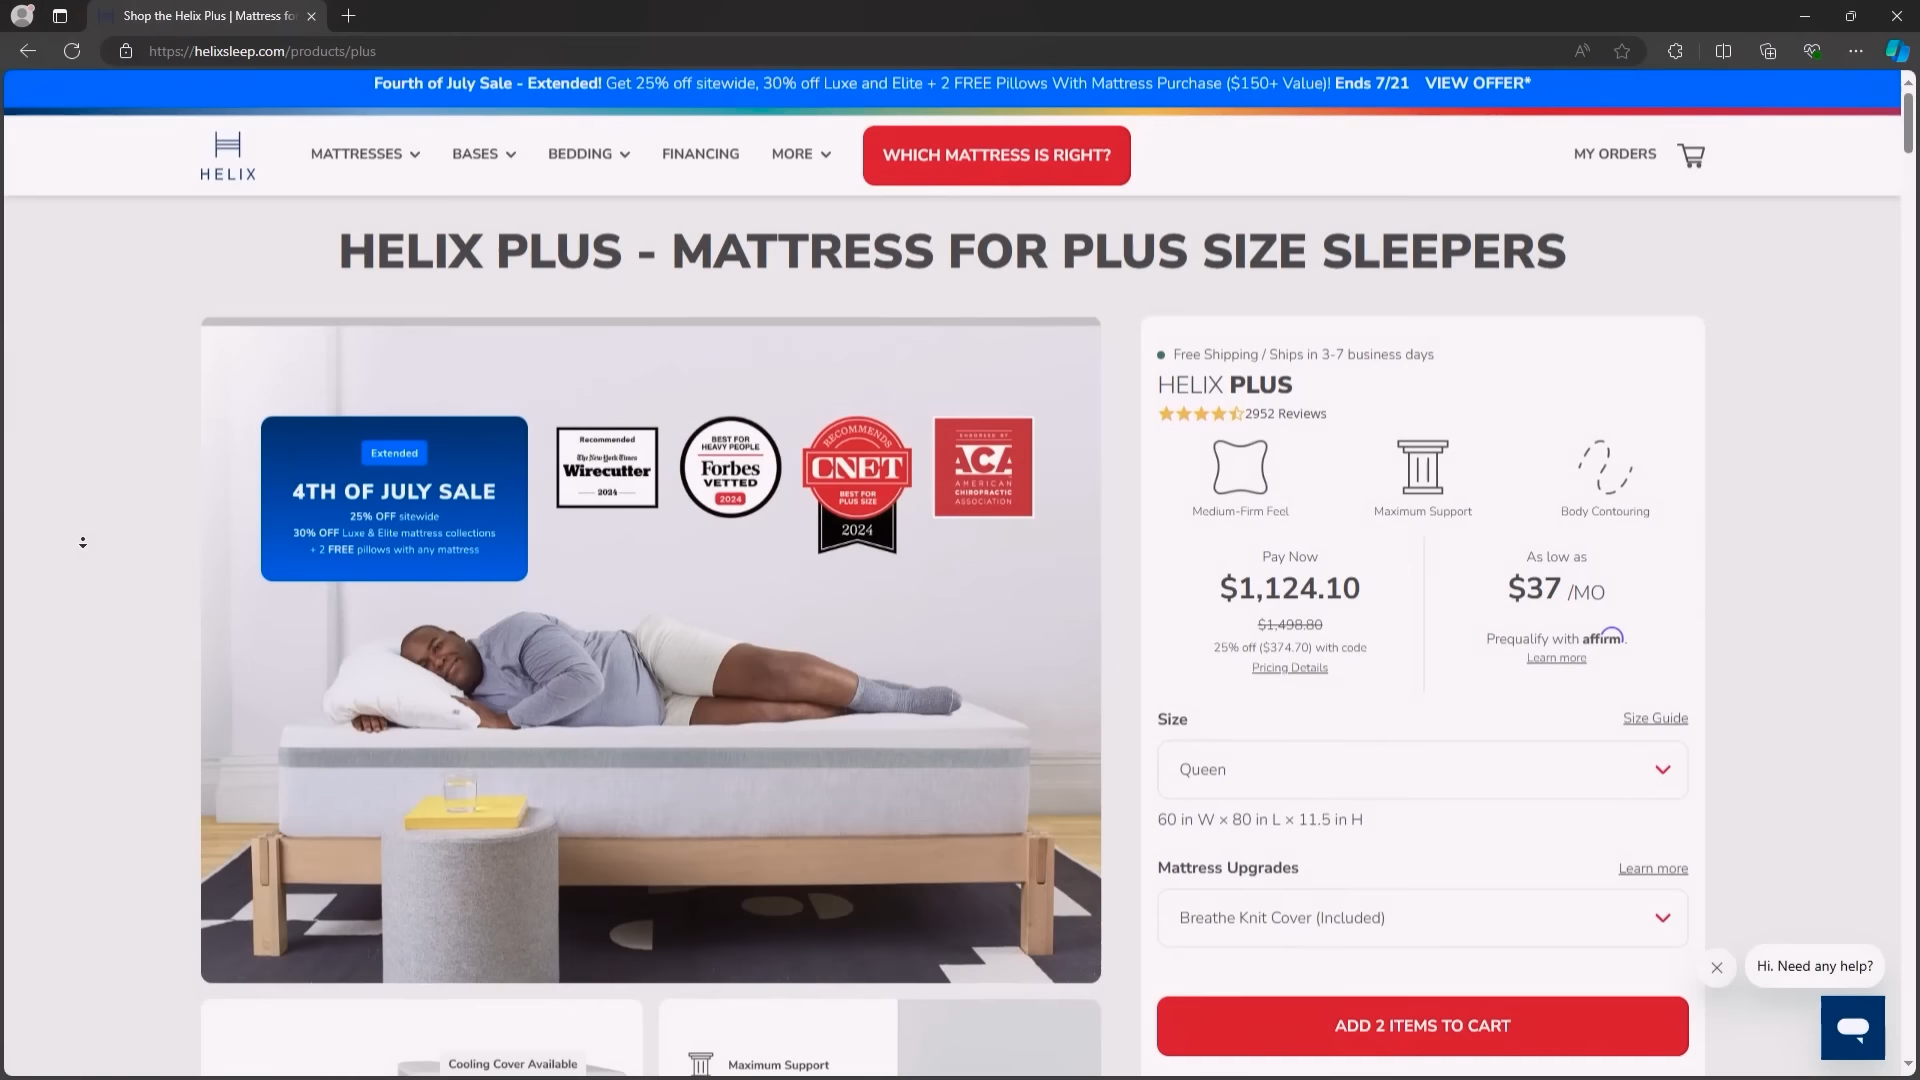 Shop the Helix Plus | Mattress fo
https://helixsleep.com/products/plus
Fourth of July Sale - Extended! Get 25% off sitewide, 30% off Luxe and Elite + 2 FREE Pillows With Mattress Purchase ($150+ Value)! Ends 7/21 VIEW OFFER*
HELIX
MATTRESSES
BASES
BEDDING
FINANCING
MORE
WHICH MATTRESS IS RIGHT?
MY ORDERS
HELIX PLUS - MATTRESS FOR PLUS SIZE SLEEPERS
Extended
4TH OF JULY SALE
25% OFF sitewide
30% OFF Luxe & Elite mattress collections
+ 2 FREE pillows with any mattress
Recommended
The New York Times
Wirecutter
2024
BEST FOR
HEAVY PEOPLE
Forbes
VETTED
2024
RECOMMENDS
CNET
BEST FOR
PLUS SIZE
2024
ENDORSED BY
ACA
AMERICAN
CHIROPRACTIC
ASSOCIATION
Free Shipping / Ships in 3-7 business days
HELIX PLUS
2952 Reviews
Medium-Firm Feel
Maximum Support
Body Contouring
Pay Now
$1,124.10
$1,498.80
25% off ($374.70) with code
Pricing Details
As low as
$37 /MO
Prequalify with affirm.
Learn more
Size
Size Guide
Queen
60 in W × 80 in L × 11.5 in H
Mattress Upgrades
Learn more
Breathe Knit Cover (Included)
ADD 2 ITEMS TO CART
Hi. Need any help?
Cooling Cover Available
Maximum Support